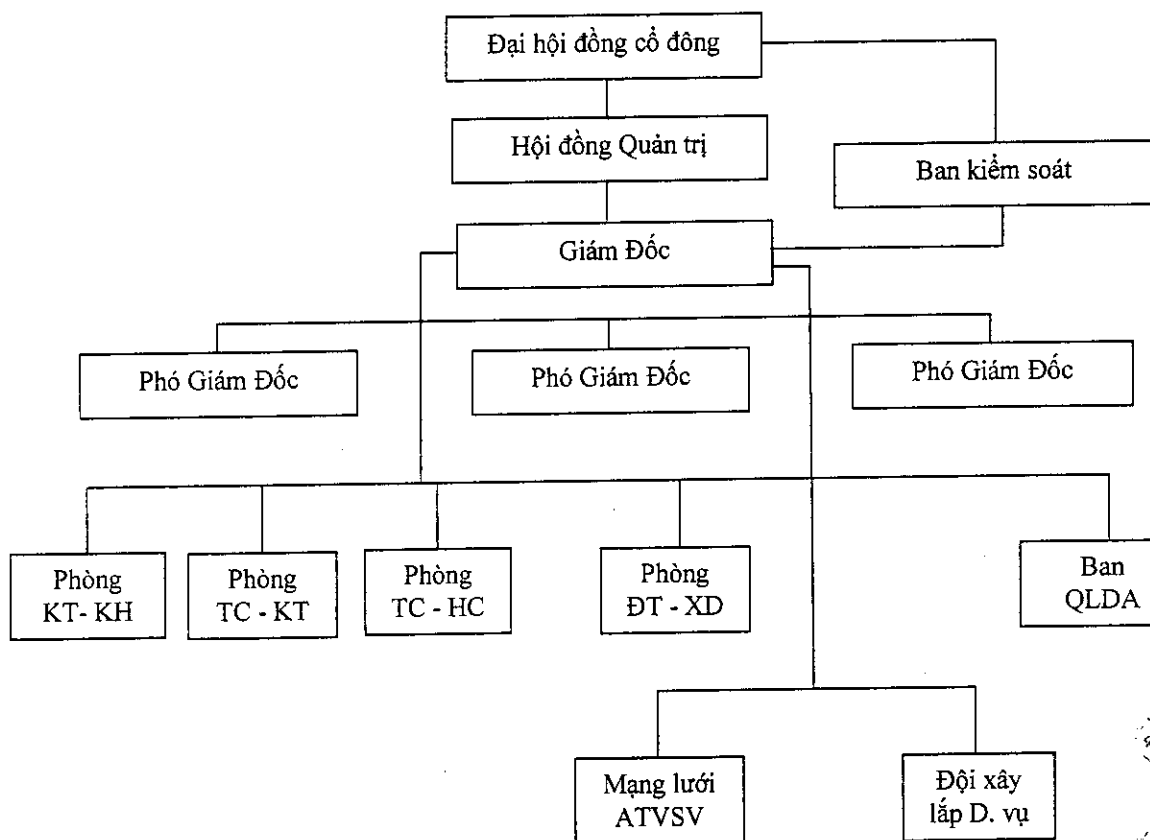 Đại hội đồng cổ đông
Hội đồng Quản trị
Ban kiểm soát
Giám Đốc
Phó Giám Đốc
Phó Giám Đốc
Phó Giám Đốc
Phòng
KT- KH
Phòng
TC - KT
Phòng
TC - HC
Phòng
ĐT - XD
Ban
QLDA
Mạng lưới
ATVSV
Đội xây
lắp D. vụ